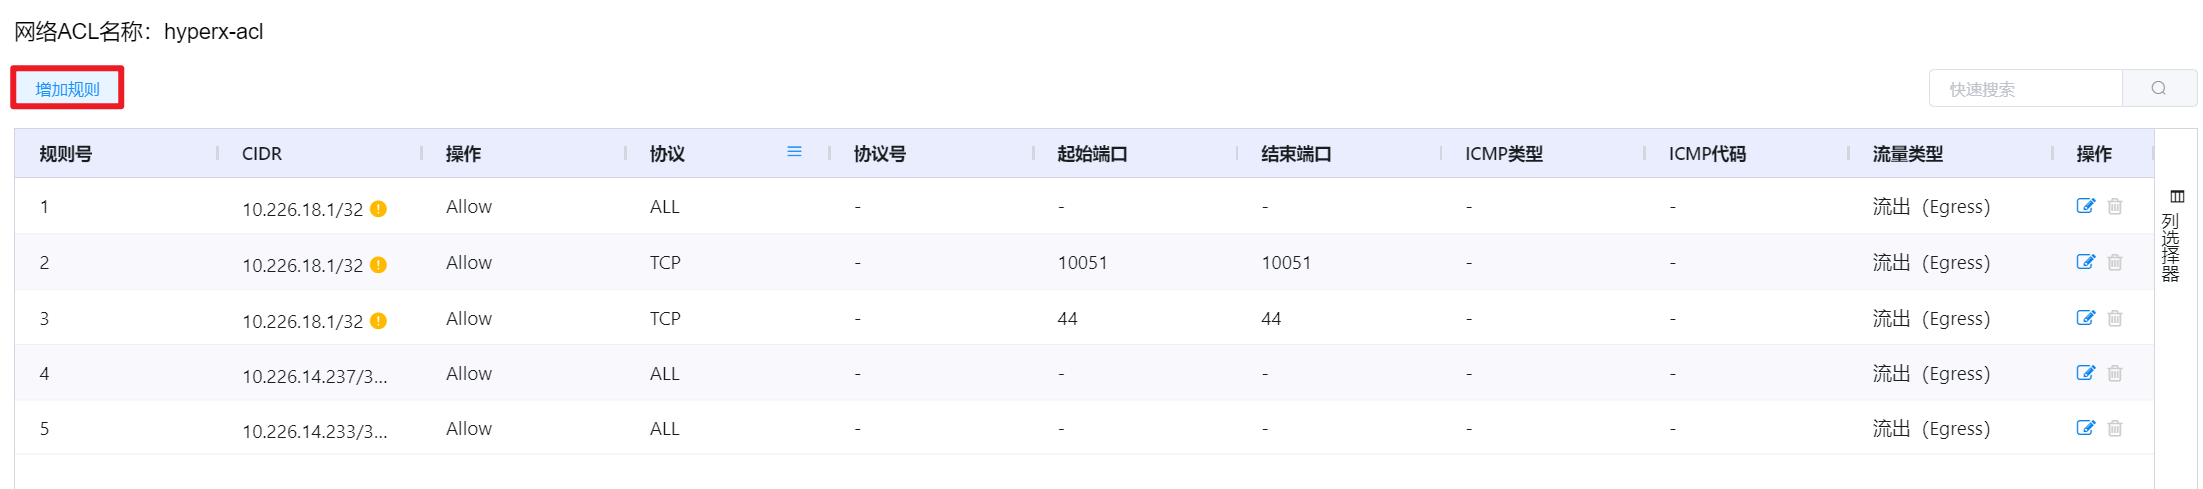 网络ACL名称：hyperx-acl
增加规则
快速搜索
规则号 CIDR 操作 协议 协议号 起始端口 结束端口 ICMP类型 ICMP代码 流量类型 操作
1 10.226.18.1/32 Allow ALL - - - - - 流出（Egress）
2 10.226.18.1/32 Allow TCP - 10051 10051 - - 流出（Egress）
3 10.226.18.1/32 Allow TCP - 44 44 - - 流出（Egress）
4 10.226.14.237/3... Allow ALL - - - - - 流出（Egress）
5 10.226.14.233/3... Allow ALL - - - - - 流出（Egress）
列选择器